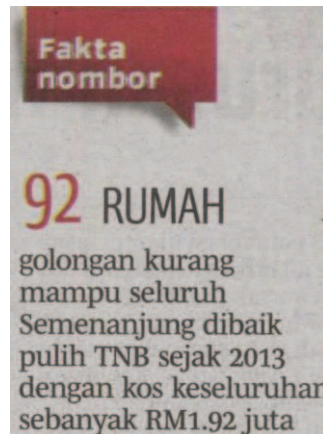 Fakta
nombor
92 RUMAH
golongan kurang
mampu seluruh
Semenanjung dibaik
pulih TNB sejak 2013
dengan kos keseluruhan
sebanyak RM1.92 juta